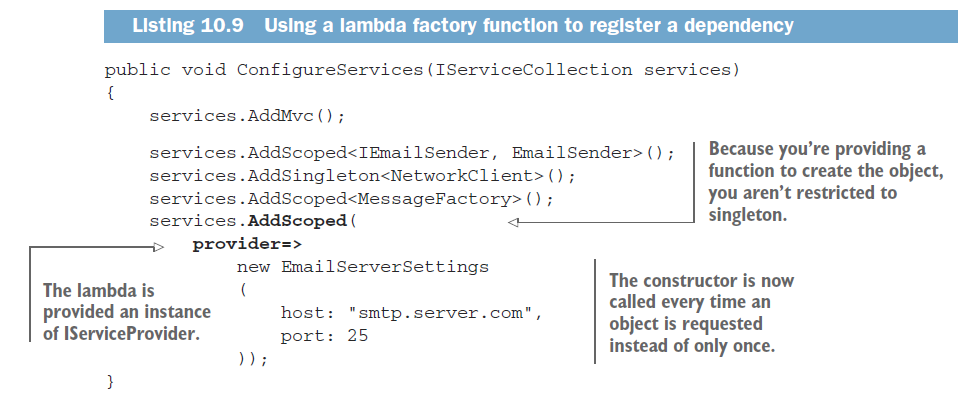 Listing 10.9 Using a lambda factory function to register a dependency
public void ConfigureServices(IServiceCollection services)
{
services.AddMvc();
services.AddScoped<IEmailSender, EmailSender>();
services.AddSingleton<NetworkClient>();
services.AddScoped<MessageFactory>();
services.AddScoped(
provider=>
new EmailServerSettings
(
host: "smtp.server.com",
port: 25
));
}
Because you're providing a
function to create the object,
you aren't restricted to
singleton.
The lambda is
provided an instance
of IServiceProvider.
The constructor is now
called every time an
object is requested
instead of only once.